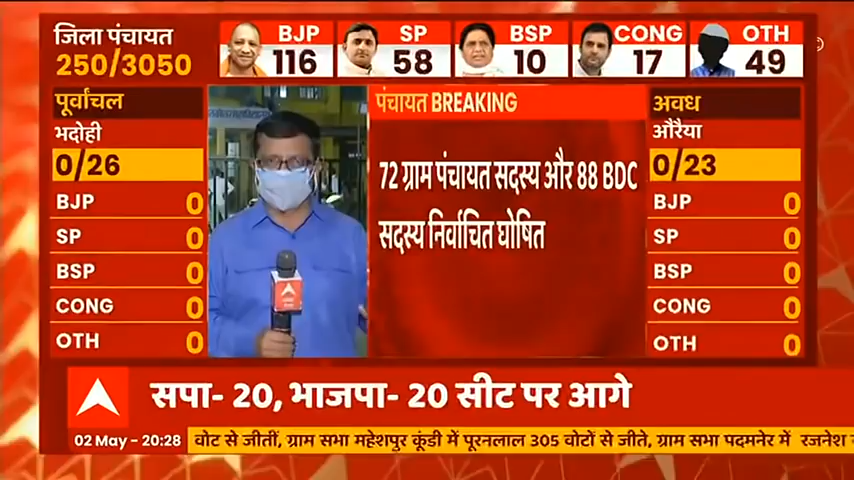 जिला पंचायत
250/3050
BJP
116
SP
58
BSP
10
CONG
17
OTH
49
पूर्वांचल
भदोही
0/26
BJP 0
SP 0
BSP 0
CONG 0
OTH 0
पंचायत BREAKING
72 ग्राम पंचायत सदस्य और 88 BDC
सदस्य निर्वाचित घोषित
अवध
औरैया
0/23
BJP 0
SP 0
BSP 0
CONG 0
OTH 0
सपा- 20, भाजपा- 20 सीट पर आगे
02 May - 20:28
वोट से जीतीं, ग्राम सभा महेशपुर कूंडी में पूरनलाल 305 वोटों से जीते, ग्राम सभा पदमनेर में रजनेश